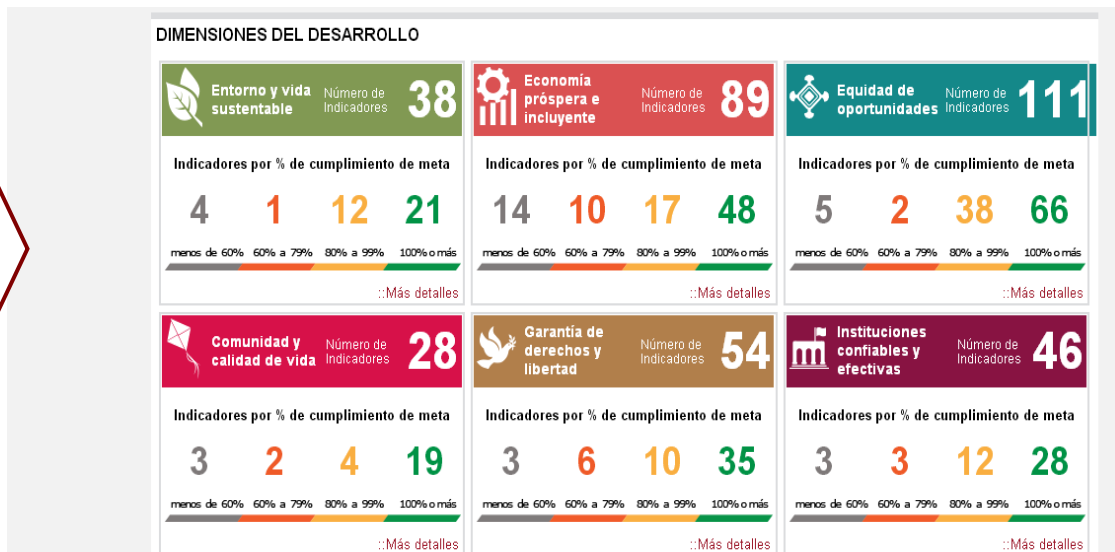 DIMENSIONES DEL DESARROLLO
Entorno y vida
sustentable
Número de
Indicadores
38
Indicadores por % de cumplimiento de meta
4 1 12 21
menos de 60% 60% a 79% 80% a 99% 100% o más
::Más detalles
Economía
próspera e
incluyente
Número de
Indicadores
89
Indicadores por % de cumplimiento de meta
14 10 17 48
menos de 60% 60% a 79% 80% a 99% 100% o más
::Más detalles
Equidad de
oportunidades
Número de
Indicadores
111
Indicadores por % de cumplimiento de meta
5 2 38 66
menos de 60% 60% a 79% 80% a 99% 100% o más
::Más detalles
Comunidad y
calidad de vida
Número de
Indicadores
28
Indicadores por % de cumplimiento de meta
3 2 4 19
menos de 60% 60% a 79% 80% a 99% 100% o más
::Más detalles
Garantía de
derechos y
libertad
Número de
Indicadores
54
Indicadores por % de cumplimiento de meta
3 6 10 35
menos de 60% 60% a 79% 80% a 99% 100% o más
::Más detalles
Instituciones
confiables y
efectivas
Número de
Indicadores
46
Indicadores por % de cumplimiento de meta
3 3 12 28
menos de 60% 60% a 79% 80% a 99% 100% o más
::Más detalles